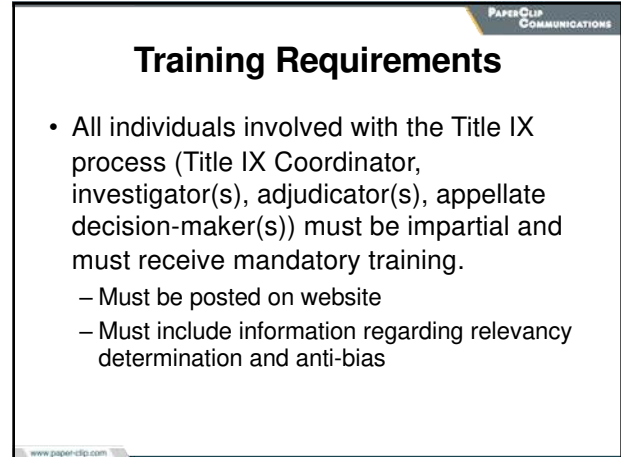 PAPERCLIP
COMMUNICATIONS
Training Requirements
• All individuals involved with the Title IX
process (Title IX Coordinator,
investigator(s), adjudicator(s), appellate
decision-maker(s)) must be impartial and
must receive mandatory training.
– Must be posted on website
– Must include information regarding relevancy
determination and anti-bias
www.paper-clip.com